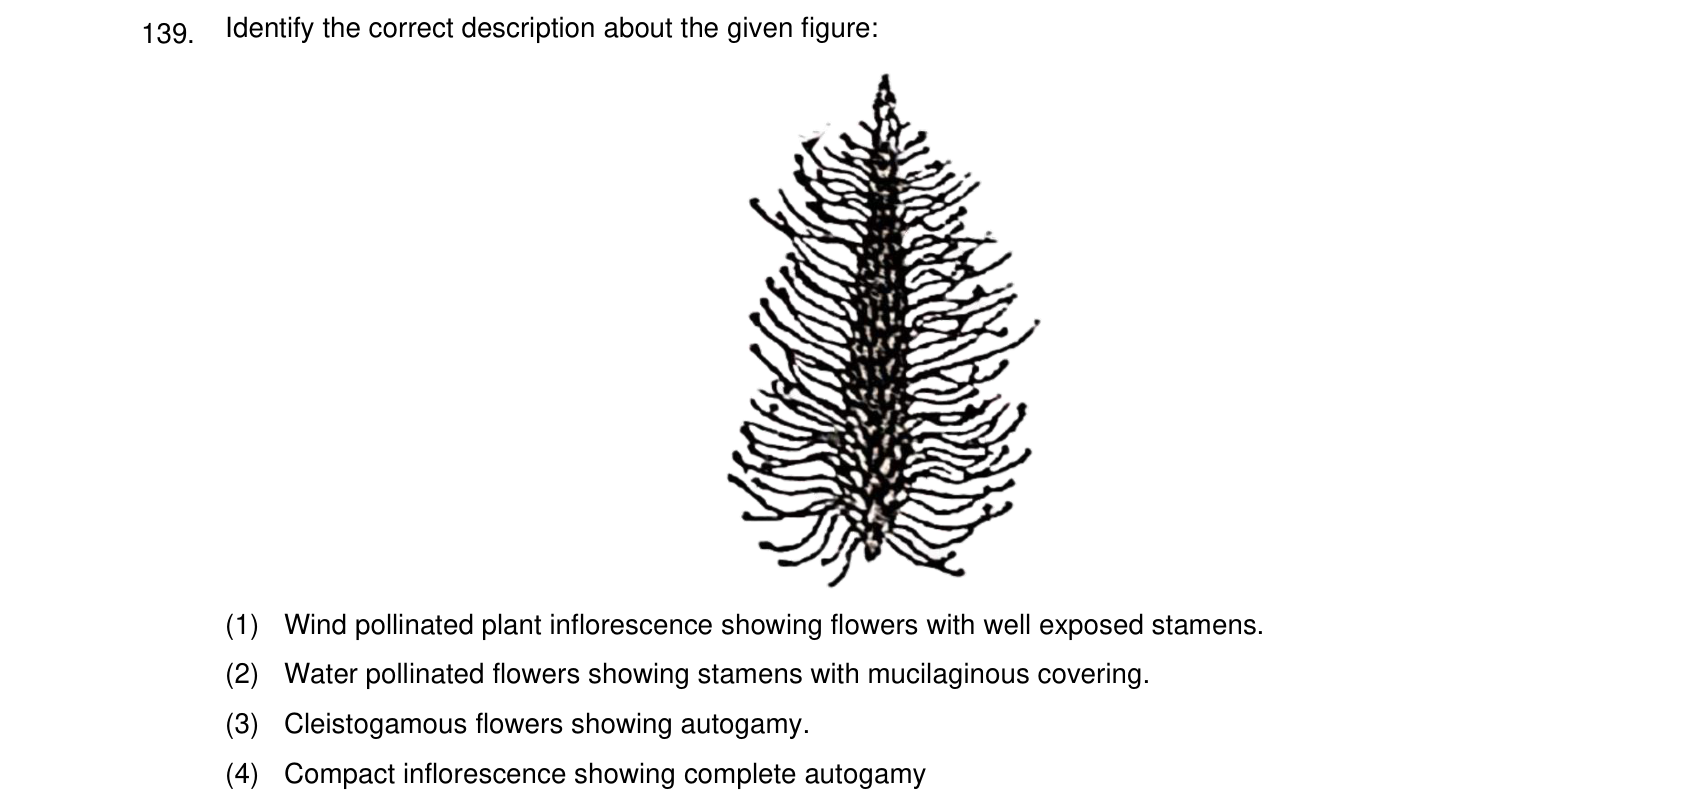 139. Identify the correct description about the given figure:
(1) Wind pollinated plant inflorescence showing flowers with well exposed stamens.
(2) Water pollinated flowers showing stamens with mucilaginous covering.
(3) Cleistogamous flowers showing autogamy.
(4) Compact inflorescence showing complete autogamy